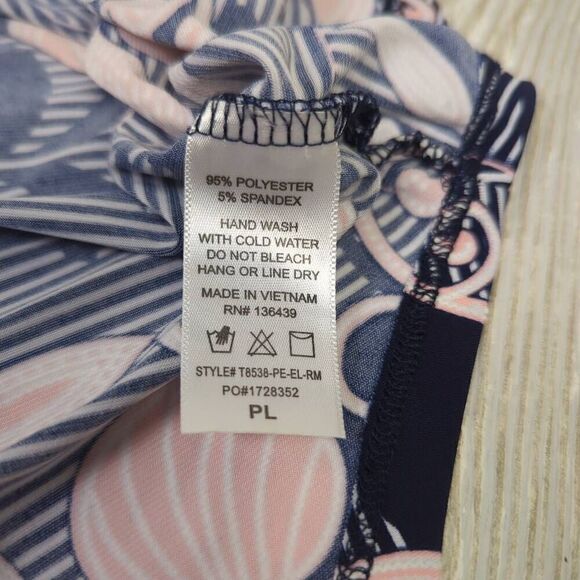 95% POLYESTER
5% SPANDEX
HAND WASH
WITH COLD WATER
DO NOT BLEACH
HANG OR LINE DRY
MADE IN VIETNAM
RN# 136439
STYLE# T8538-PE-EL-RM
PO#1728352
PL